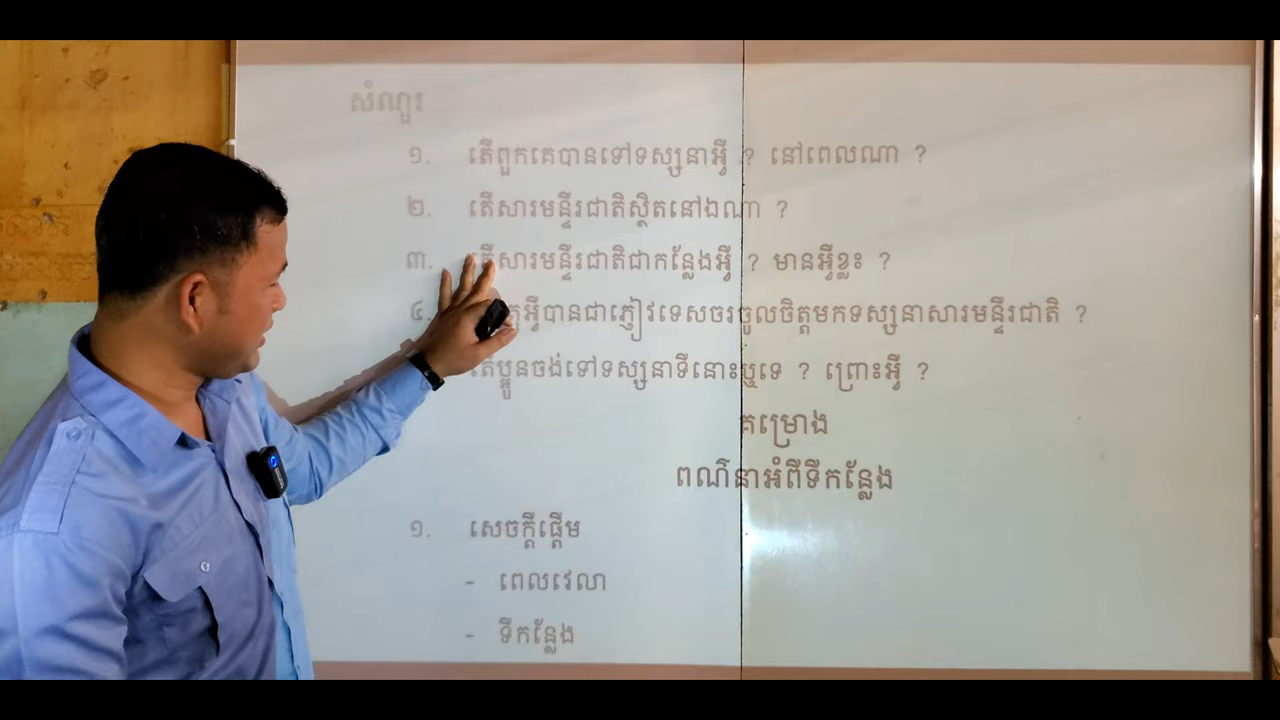 សំណួរ
១. តើពួកគេបានទៅទស្សនាអ្វី ? នៅពេលណា ?
២. តើសារមន្ទីរជាតិស្ថិតនៅឯណា ?
៣. តើសារមន្ទីរជាតិជាកន្លែងអ្វី ? មានអ្វីខ្លះ ?
៤. អ្វីបានជាភ្ញៀវទេសចរចូលចិត្តមកទស្សនាសារមន្ទីរជាតិ ?
តើប្អូនចង់ទៅទស្សនាទីនោះឬទេ ? ព្រោះអ្វី ?
គម្រោង
ពណ៌នាអំពីទីកន្លែង
១. សេចក្ដីផ្ដើម
- ពេលវេលា
- ទីកន្លែង